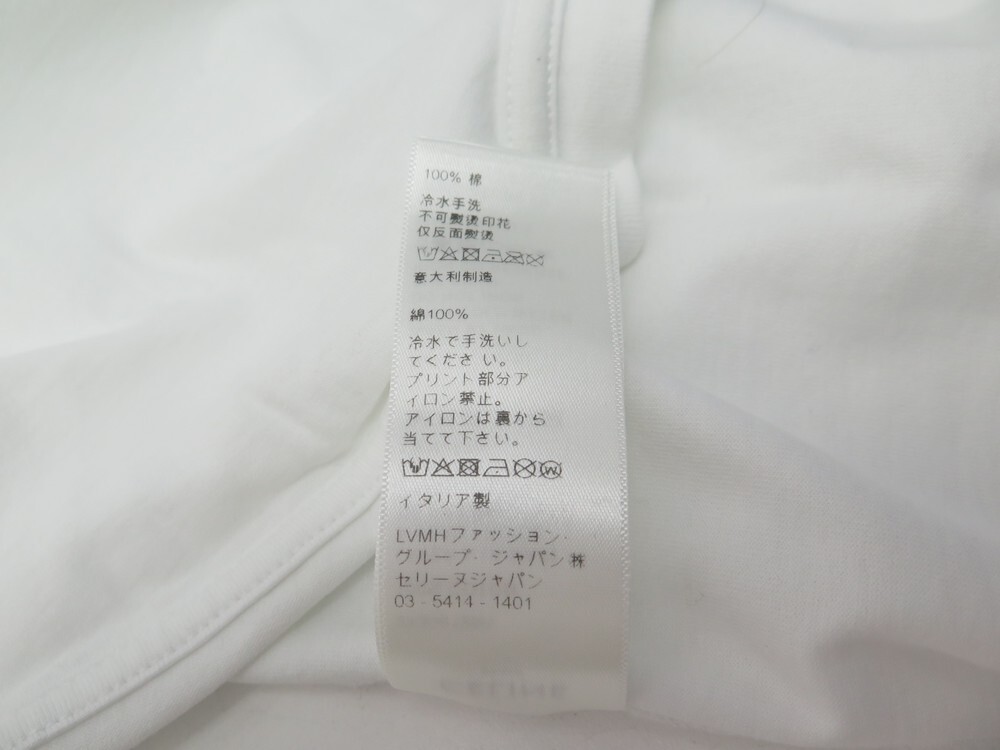 100% 棉
冷水手洗
不可熨烫印花
仅反面熨烫
意大利制造
綿100%
冷水で手洗いし
てくださ い。
プリント部分ア
イロン禁止。
アイロンは裏から
当てて下さい。
イタリア製
LVMHファッション・
グループ・ジャパン㈱
セリーヌジャパン
03 - 5414 - 1401